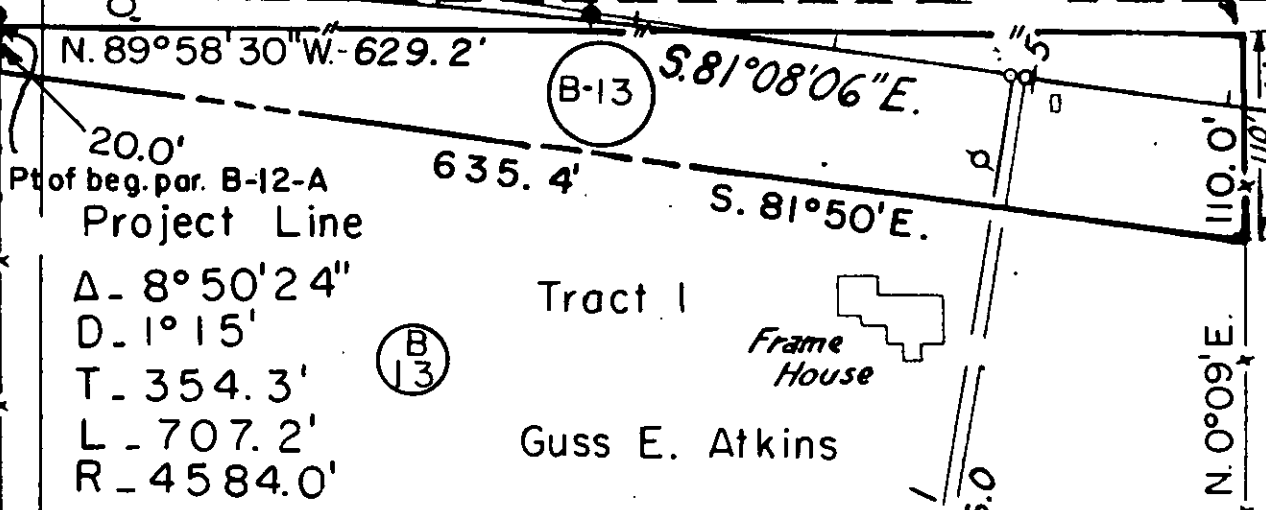 N. 89°58'30"W.-629.2'
B-13
S. 81°08'06"E.
20.0'
Pt of beg. par. B-12-A
635.4'
S. 81°50'E.
110.0'
110'
Project Line
Δ- 8°50'24"
D- 1°15'
T- 354.3'
L- 707.2'
R- 4584.0'
B
13
Tract 1
Frame
House
Guss E. Atkins
N. 0°09'E.